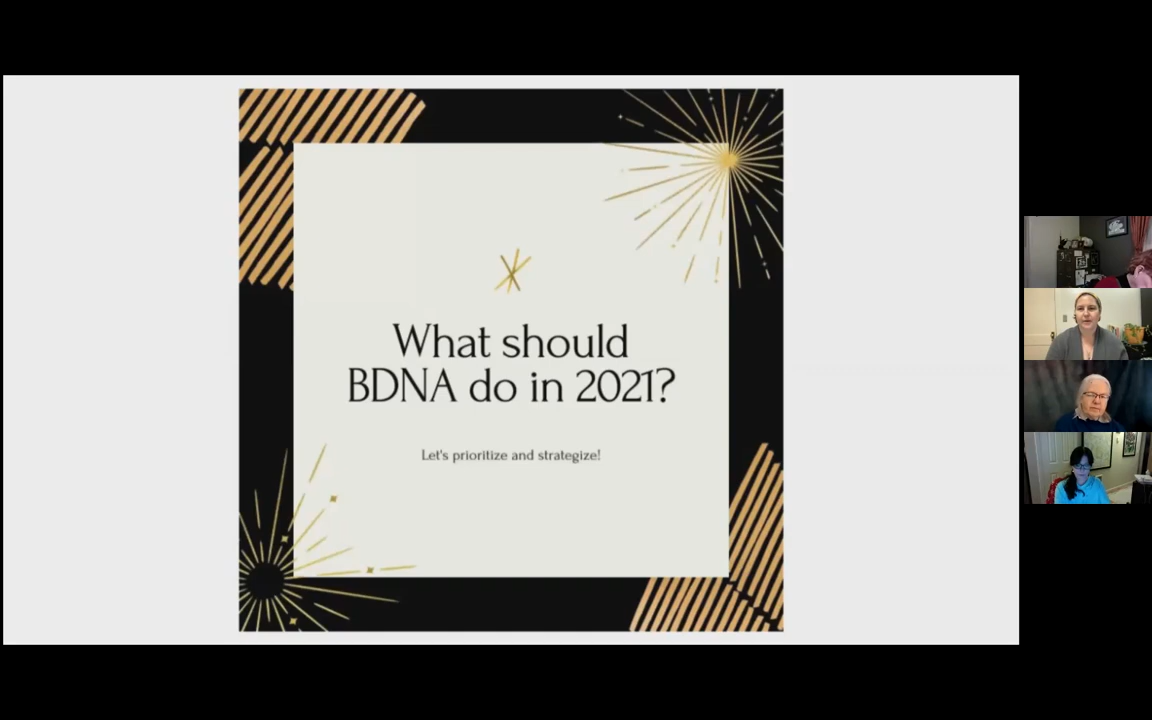 What should
BDNA do in 2021?
Let's prioritize and strategize!